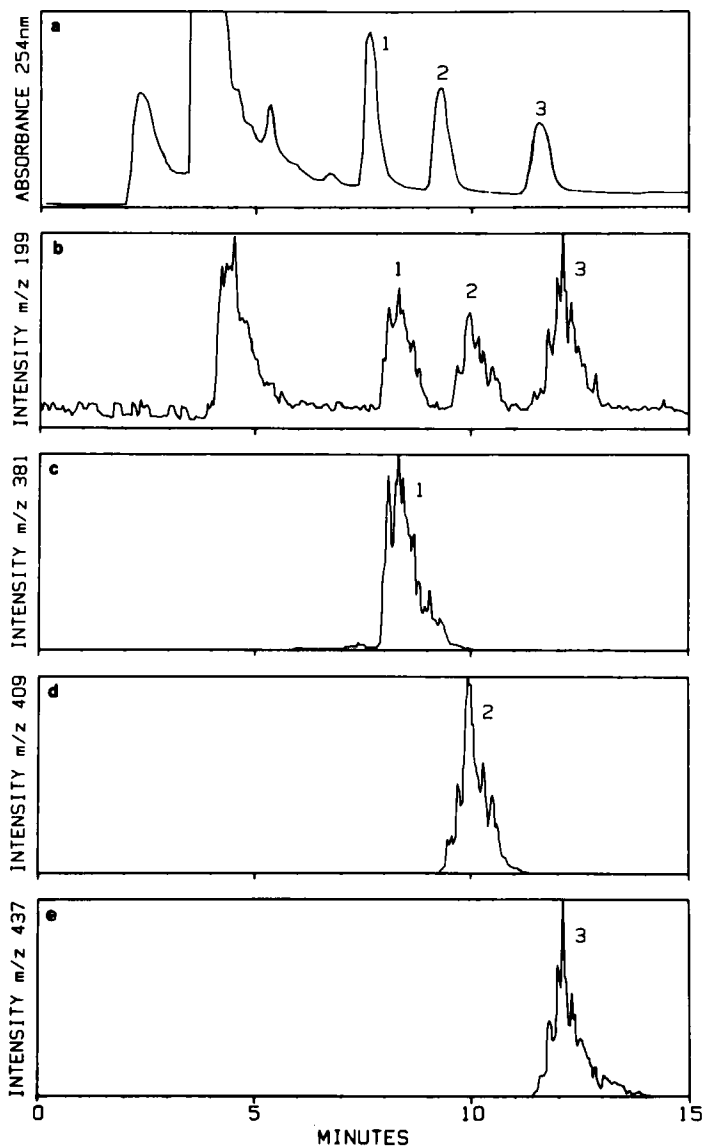 a
ABSORBANCE 254nm
1
2
3
b
INTENSITY m/z 199
1
2
3
c
INTENSITY m/z 381
1
d
INTENSITY m/z 409
2
e
INTENSITY m/z 437
3
0 5 10 15
MINUTES